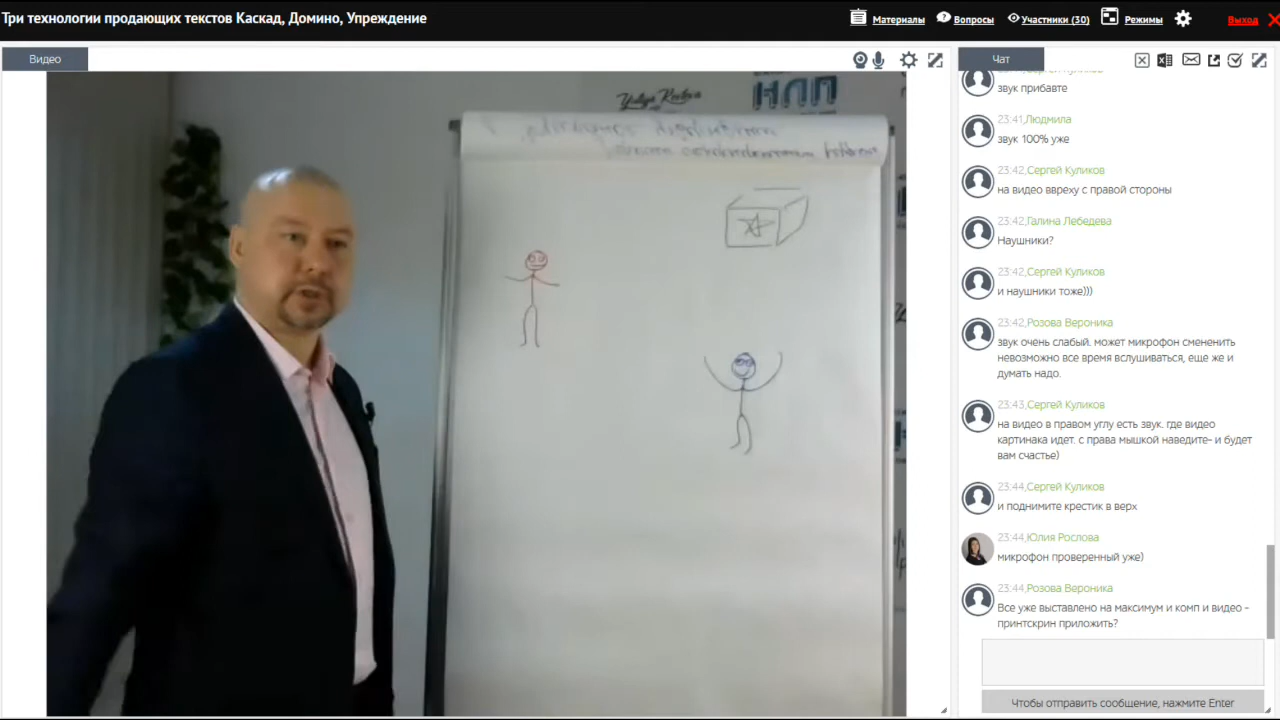 Три технологии продающих текстов Каскад, Домино, Упреждение
Материалы
Вопросы
Участники (30)
Режимы
Выход
Видео
Yuliya Roslova
НЛП
Чат
звук прибавте
23:41,Людмила
звук 100% уже
23:42,Сергей Куликов
на видео ввреху с правой стороны
23:42,Галина Лебедева
Наушники?
23:42,Сергей Куликов
и наушники тоже)))
23:42,Розова Вероника
звук очень слабый. может микрофон смененить
невозможно все время вслушиваться, еще же и
думать надо.
23:43,Сергей Куликов
на видео в правом углу есть звук. где видео
картинака идет. с права мышкой наведите- и будет
вам счастье)
23:44,Сергей Куликов
и поднимите крестик в верх
23:44,Юлия Рослова
микрофон проверенный уже)
23:44,Розова Вероника
Все уже выставлено на максимум и комп и видео -
принтскрин приложить?
Чтобы отправить сообщение, нажмите Enter